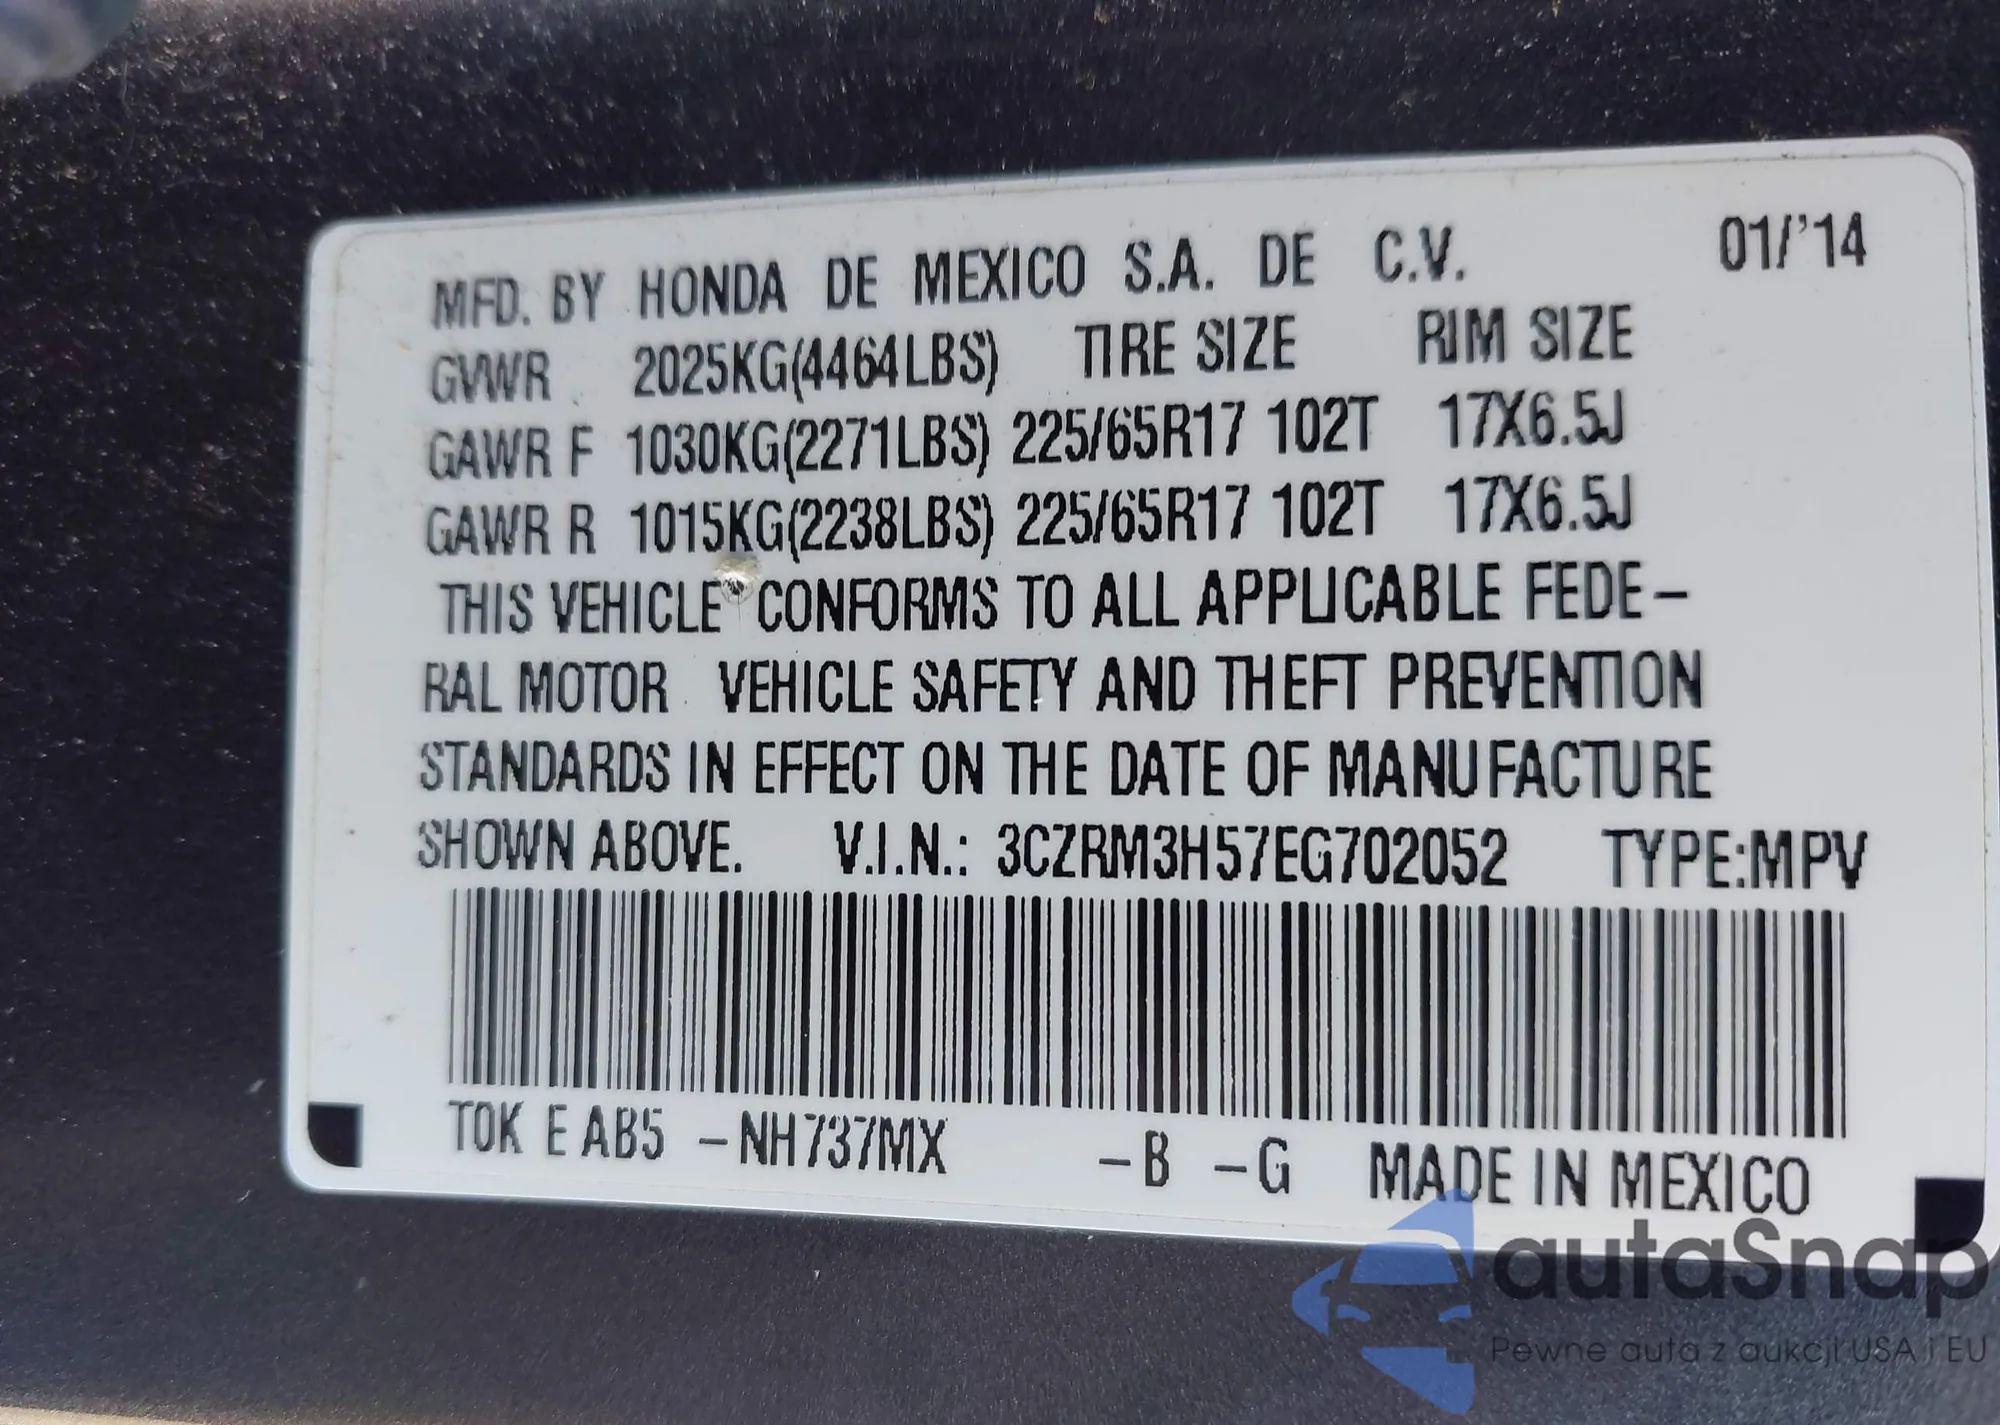 MFD. BY HONDA DE MEXICO S.A. DE C.V. 01/'14
GVWR 2025KG(4464LBS) TIRE SIZE RIM SIZE
GAWR F 1030KG(2271LBS) 225/65R17 102T 17X6.5J
GAWR R 1015KG(2238LBS) 225/65R17 102T 17X6.5J
THIS VEHICLE CONFORMS TO ALL APPLICABLE FEDE-
RAL MOTOR VEHICLE SAFETY AND THEFT PREVENTION
STANDARDS IN EFFECT ON THE DATE OF MANUFACTURE
SHOWN ABOVE. V.I.N.: 3CZRM3H57EG702052 TYPE:MPV
T0K E AB5 -NH737MX -B -G MADE IN MEXICO
autaSnap
Pewne auta z aukcji USA i EU